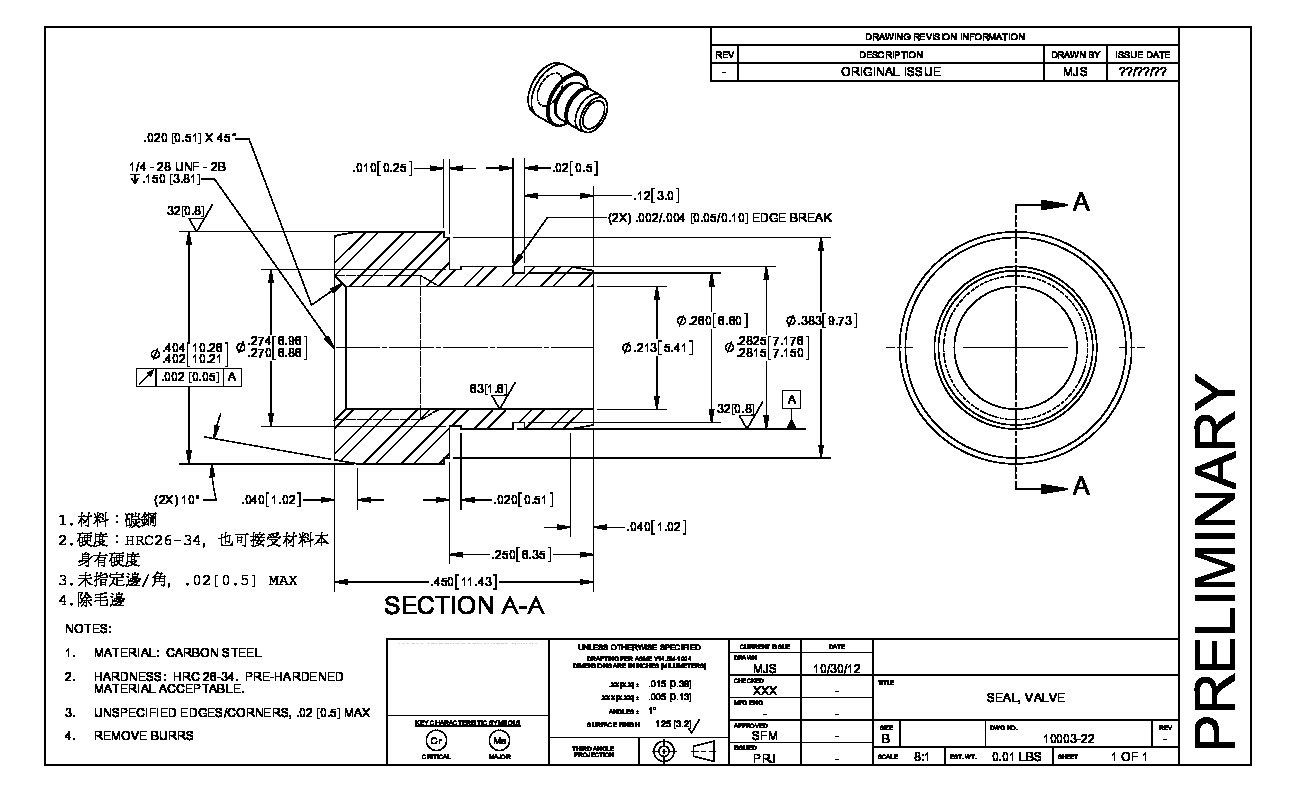 DRAWING REVISION INFORMATION
REV DESCRIPTION DRAWN BY ISSUE DATE
- ORIGINAL ISSUE MJS ??/??/??
.020 [0.51] X 45°
1/4 - 28 UNF - 2B
↧ .150 [3.81]
32[0.8]
.010[0.25]
.02[0.5]
.12[3.0]
(2X) .002/.004 [0.05/0.10] EDGE BREAK
A
⌀.260[6.60]
⌀.383[9.73]
⌀.404[10.26]
.402[10.21]
⌀.274[6.96]
.270[6.86]
⌀.213[5.41]
⌀.2825[7.176]
.2815[7.150]
.002 [0.05] A
63[1.6]
32[0.8]
A
(2X) 10°
.040[1.02]
.020[0.51]
A
.040[1.02]
.250[6.35]
.450[11.43]
SECTION A-A
1.材料：碳鋼
2.硬度：HRC26-34, 也可接受材料本
身有硬度
3.未指定邊/角, .02[0.5] MAX
4.除毛邊
NOTES:
1. MATERIAL: CARBON STEEL
2. HARDNESS: HRC 26-34. PRE-HARDENED
MATERIAL ACCEPTABLE.
3. UNSPECIFIED EDGES/CORNERS, .02 [0.5] MAX
4. REMOVE BURRS
KEY CHARACTERISTIC SYMBOLS
Cr Ma
CRITICAL MAJOR
UNLESS OTHERWISE SPECIFIED
DRAFTING PER ASME Y14.5M-1994
DIMENSIONS ARE IN INCHES [MILLIMETERS]
.XX [X.X] ± .015 [0.38]
.XXX [X.XX] ± .005 [0.13]
ANGLES ± 1°
SURFACE FINISH 125 [3.2]
THIRD ANGLE
PROJECTION
CURRENT ISSUE DATE
DRAWN
MJS 10/30/12
CHECKED
XXX -
MFG ENG
- -
APPROVED
SFM -
ISSUED
PRJ -
TITLE
SEAL, VALVE
SIZE DWG NO. REV
B 10003-22 -
SCALE 8:1 EST. WT. 0.01 LBS SHEET 1 OF 1
PRELIMINARY